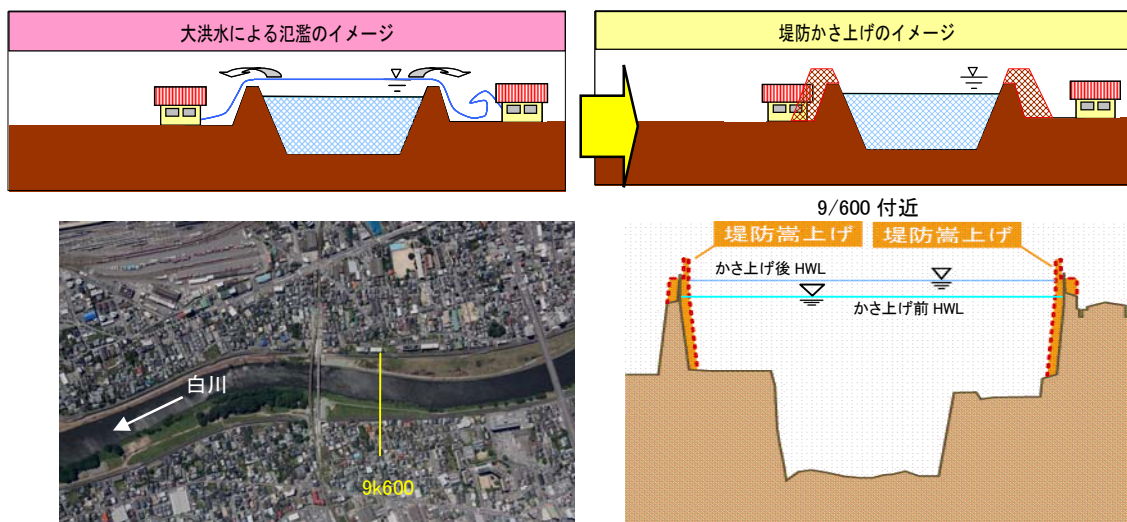 大洪水による氾濫のイメージ
堤防かさ上げのイメージ
9/600 付近
堤防嵩上げ
堤防嵩上げ
かさ上げ後 HWL
かさ上げ前 HWL
白川
9k600